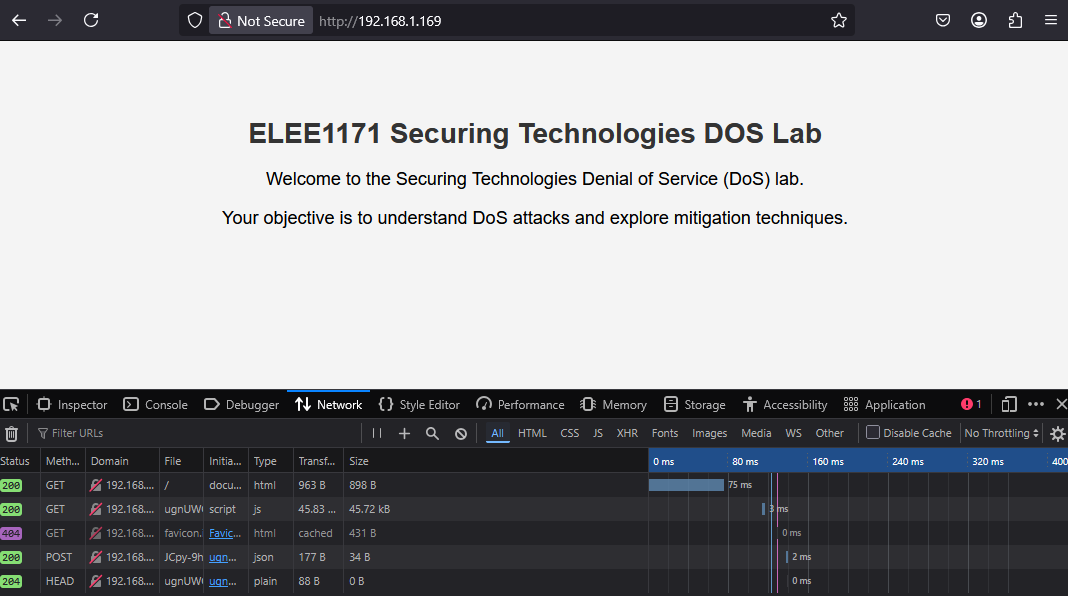 Not Secure http://192.168.1.169
ELEE1171 Securing Technologies DOS Lab
Welcome to the Securing Technologies Denial of Service (DoS) lab.
Your objective is to understand DoS attacks and explore mitigation techniques.
Inspector Console Debugger Network Style Editor Performance Memory Storage Accessibility Application 1
Filter URLs All HTML CSS JS XHR Fonts Images Media WS Other Disable Cache No Throttling
Status Meth... Domain File Initia... Type Transf... Size 0 ms 80 ms 160 ms 240 ms 320 ms 400
200 GET 192.168.... / docu... html 963 B 898 B 75 ms
200 GET 192.168.... ugnUW script js 45.83 ... 45.72 kB 3 ms
404 GET 192.168.... favicon. Favic... html cached 431 B 0 ms
200 POST 192.168.... JCpy-9h ugn... json 177 B 34 B 2 ms
204 HEAD 192.168.... ugnUW ugn... plain 88 B 0 B 0 ms